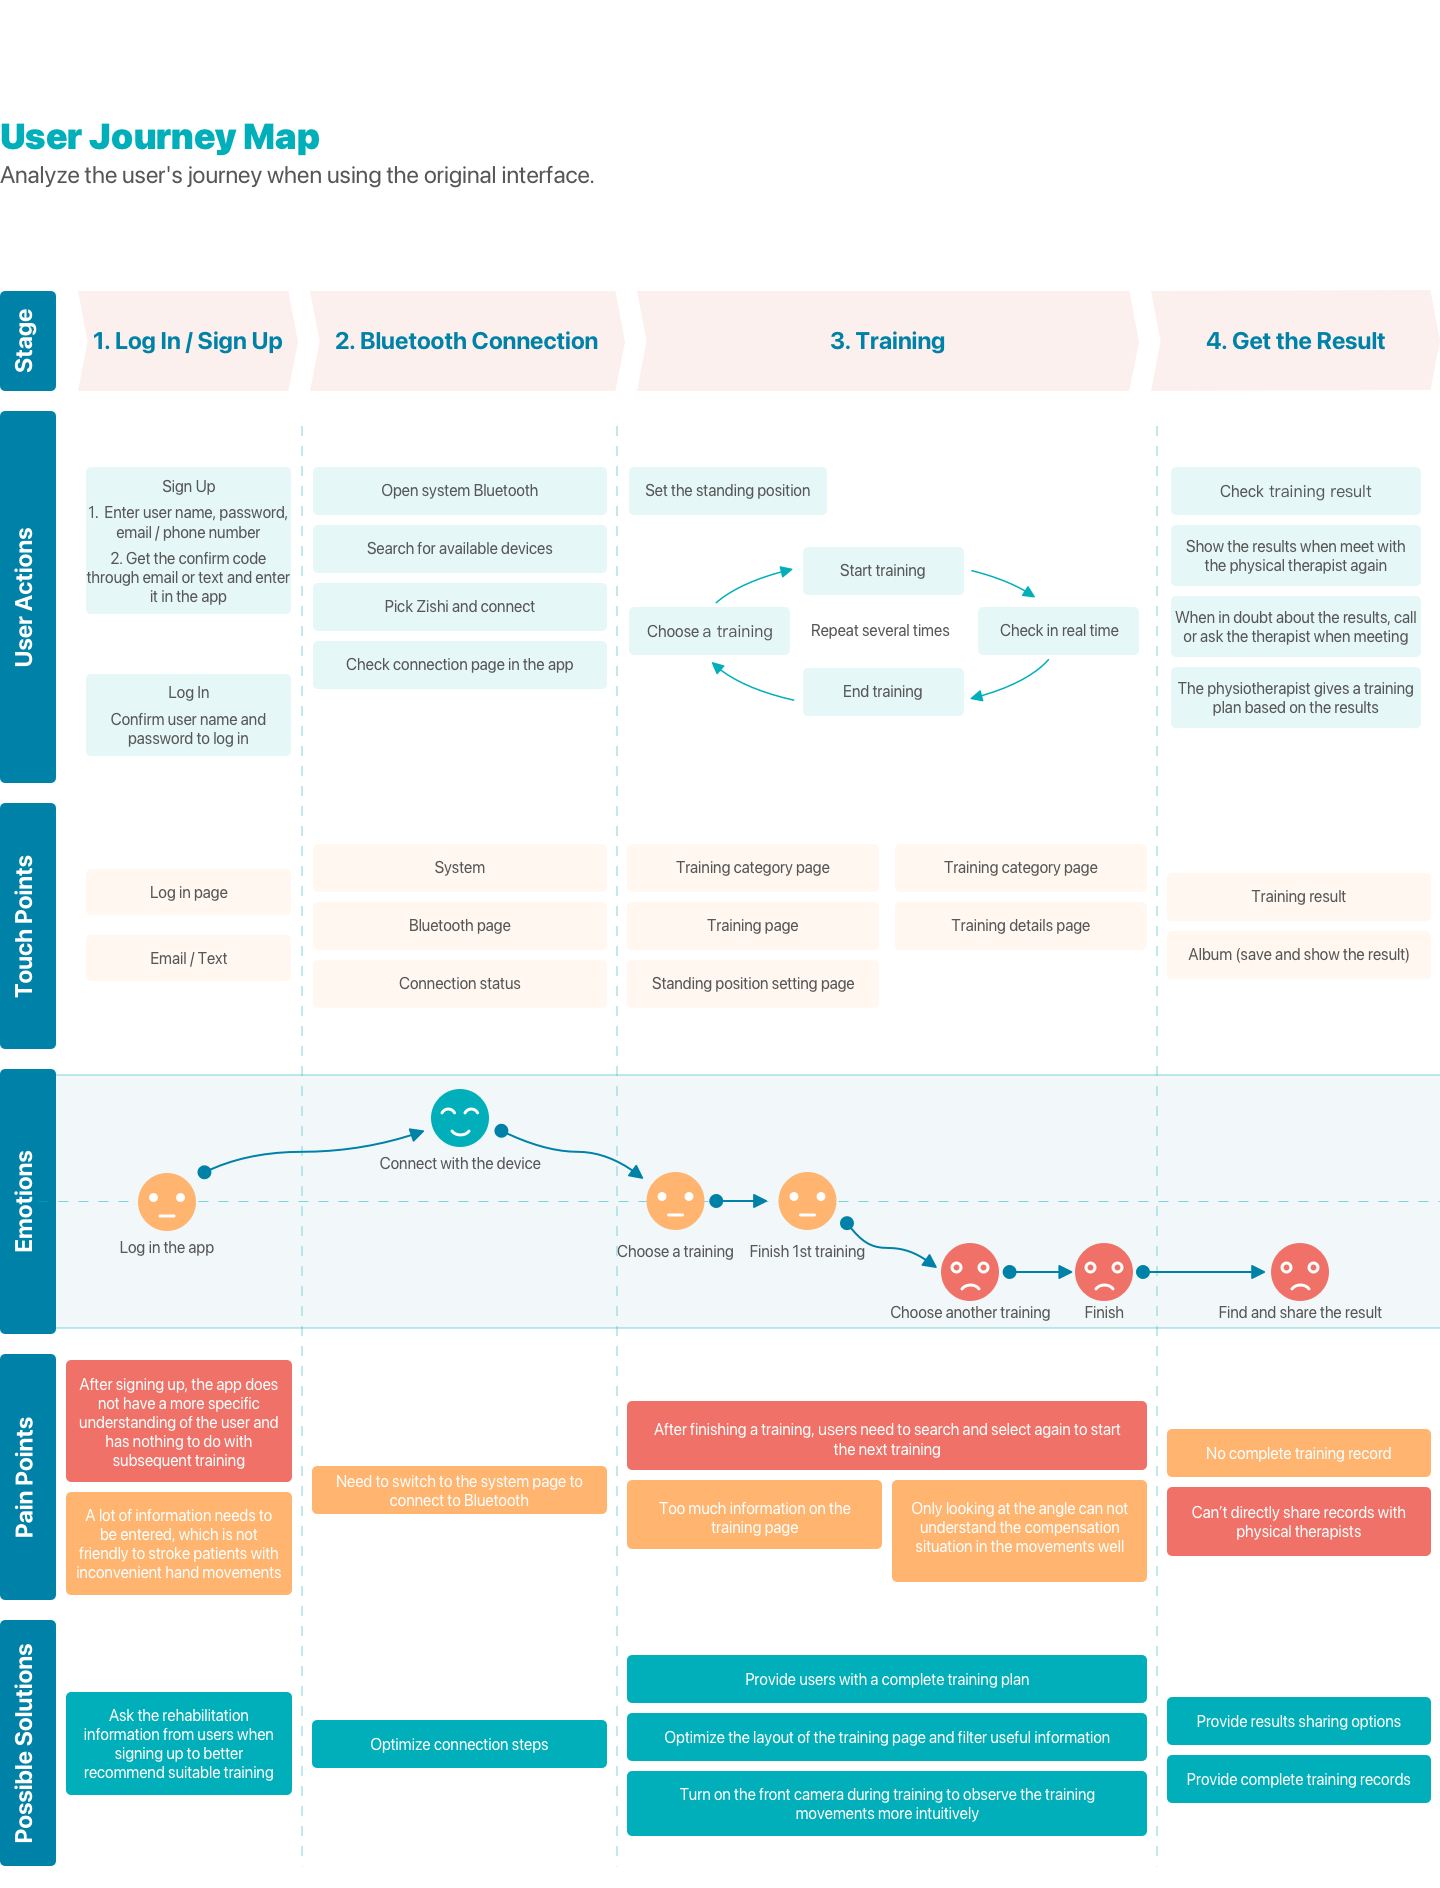 User Journey Map
Analyze the user's journey when using the original interface.
Stage
1. Log In / Sign Up
2. Bluetooth Connection
3. Training
4. Get the Result
User Actions
Sign Up
1. Enter user name, password,
email / phone number
2. Get the confirm code
through email or text and enter
it in the app
Log In
Confirm user name and
password to log in
Open system Bluetooth
Search for available devices
Pick Zishi and connect
Check connection page in the app
Set the standing position
Start training
Choose a training
Repeat several times
Check in real time
End training
Check training result
Show the results when meet with
the physical therapist again
When in doubt about the results, call
or ask the therapist when meeting
The physiotherapist gives a training
plan based on the results
Touch Points
Log in page
Email / Text
System
Bluetooth page
Connection status
Training category page
Training page
Standing position setting page
Training category page
Training details page
Training result
Album (save and show the result)
Emotions
Log in the app
Connect with the device
Choose a training
Finish 1st training
Choose another training
Finish
Find and share the result
Pain Points
After signing up, the app does
not have a more specific
understanding of the user and
has nothing to do with
subsequent training
A lot of information needs to
be entered, which is not
friendly to stroke patients with
inconvenient hand movements
Need to switch to the system page to
connect to Bluetooth
After finishing a training, users need to search and select again to start
the next training
Too much information on the
training page
Only looking at the angle can not
understand the compensation
situation in the movements well
No complete training record
Can't directly share records with
physical therapists
Possible Solutions
Ask the rehabilitation
information from users when
signing up to better
recommend suitable training
Optimize connection steps
Provide users with a complete training plan
Optimize the layout of the training page and filter useful information
Turn on the front camera during training to observe the training
movements more intuitively
Provide results sharing options
Provide complete training records